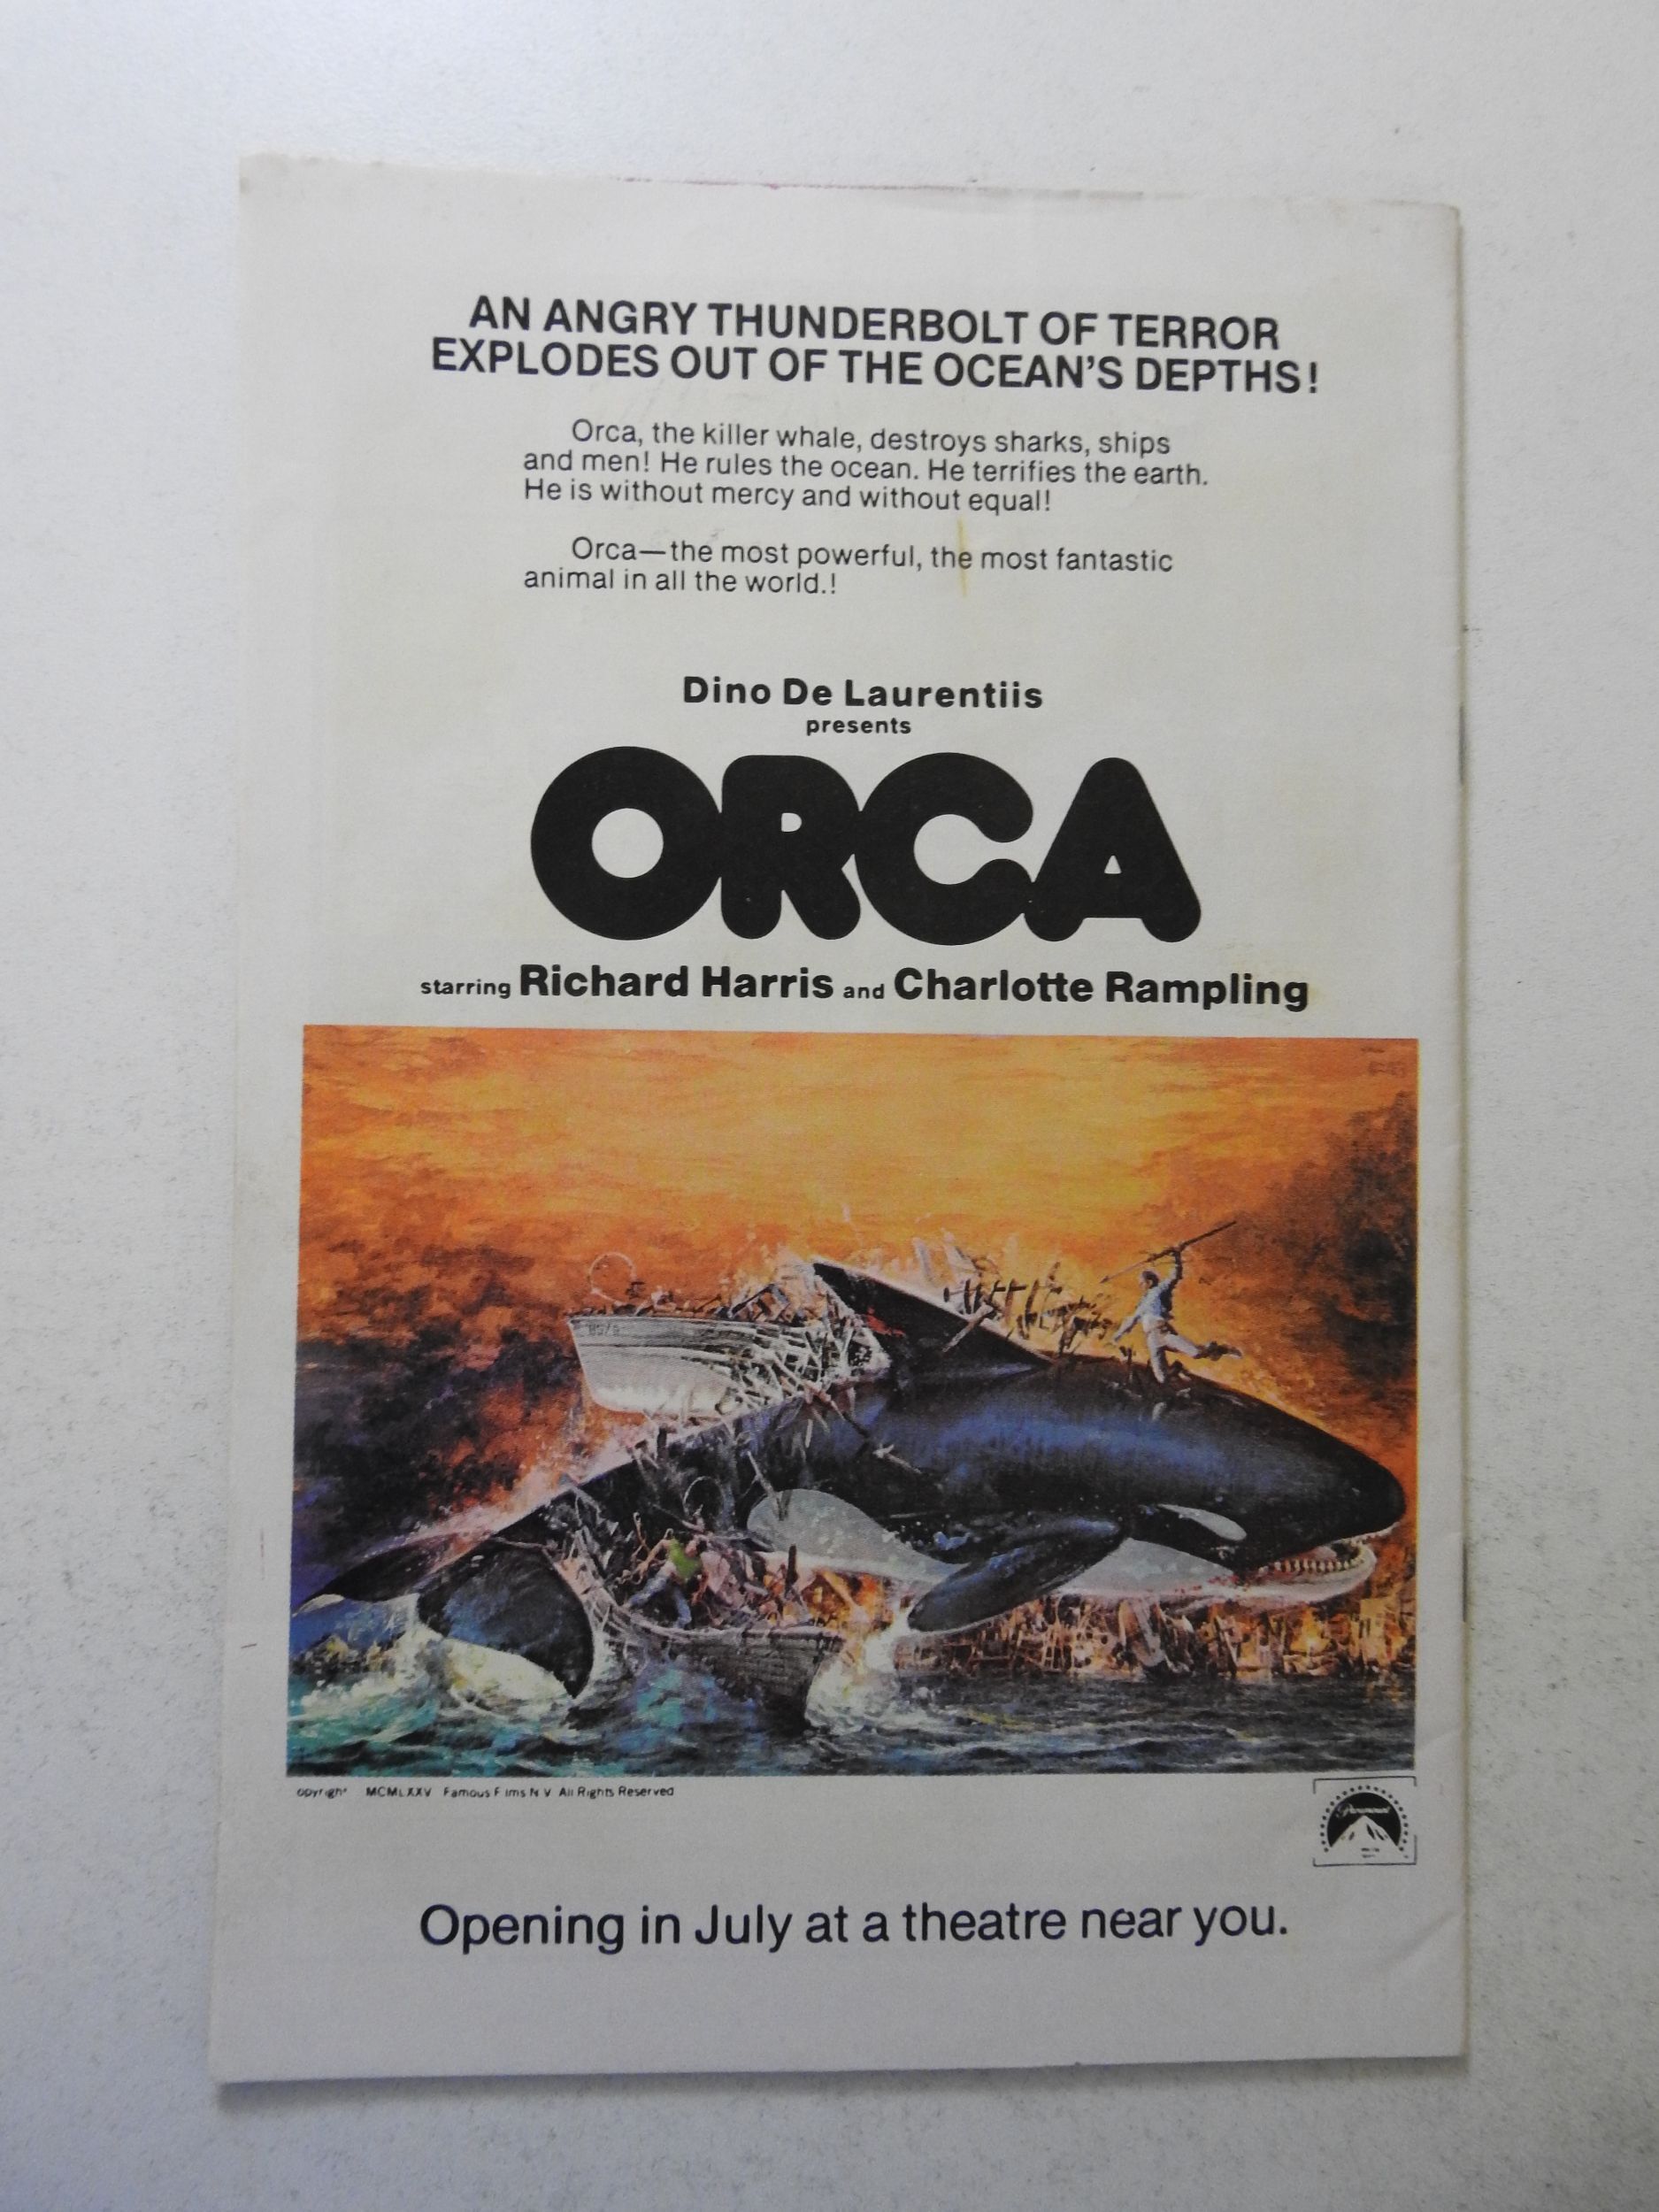 AN ANGRY THUNDERBOLT OF TERROR
EXPLODES OUT OF THE OCEAN'S DEPTHS!
Orca, the killer whale, destroys sharks, ships
and men! He rules the ocean. He terrifies the earth.
He is without mercy and without equal!
Orca—the most powerful, the most fantastic
animal in all the world.!
Dino De Laurentiis
presents
ORCA
starring Richard Harris and Charlotte Rampling
opyright MCMLXXV Famous F lms N V All Rights Reserved
Paramount
Opening in July at a theatre near you.